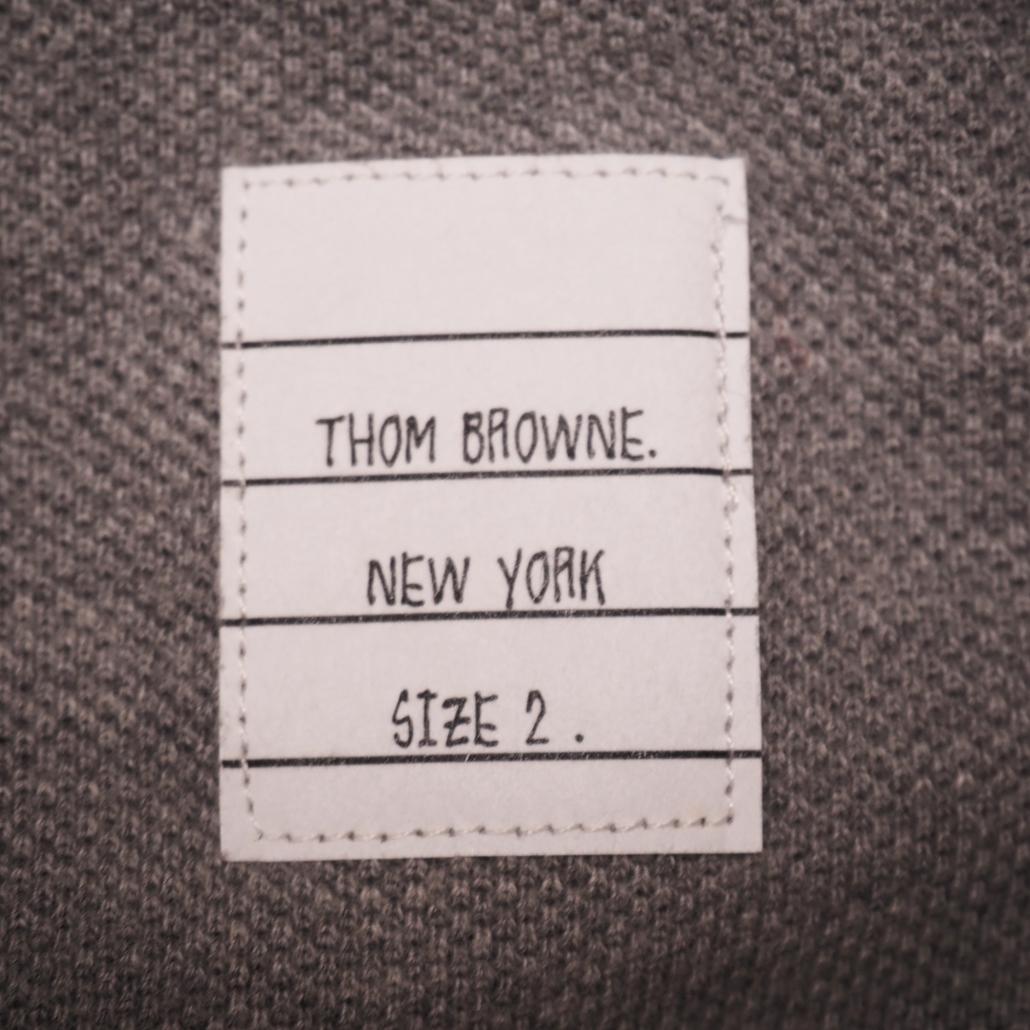 THOM BROWNE.
NEW YORK
SIZE 2 .